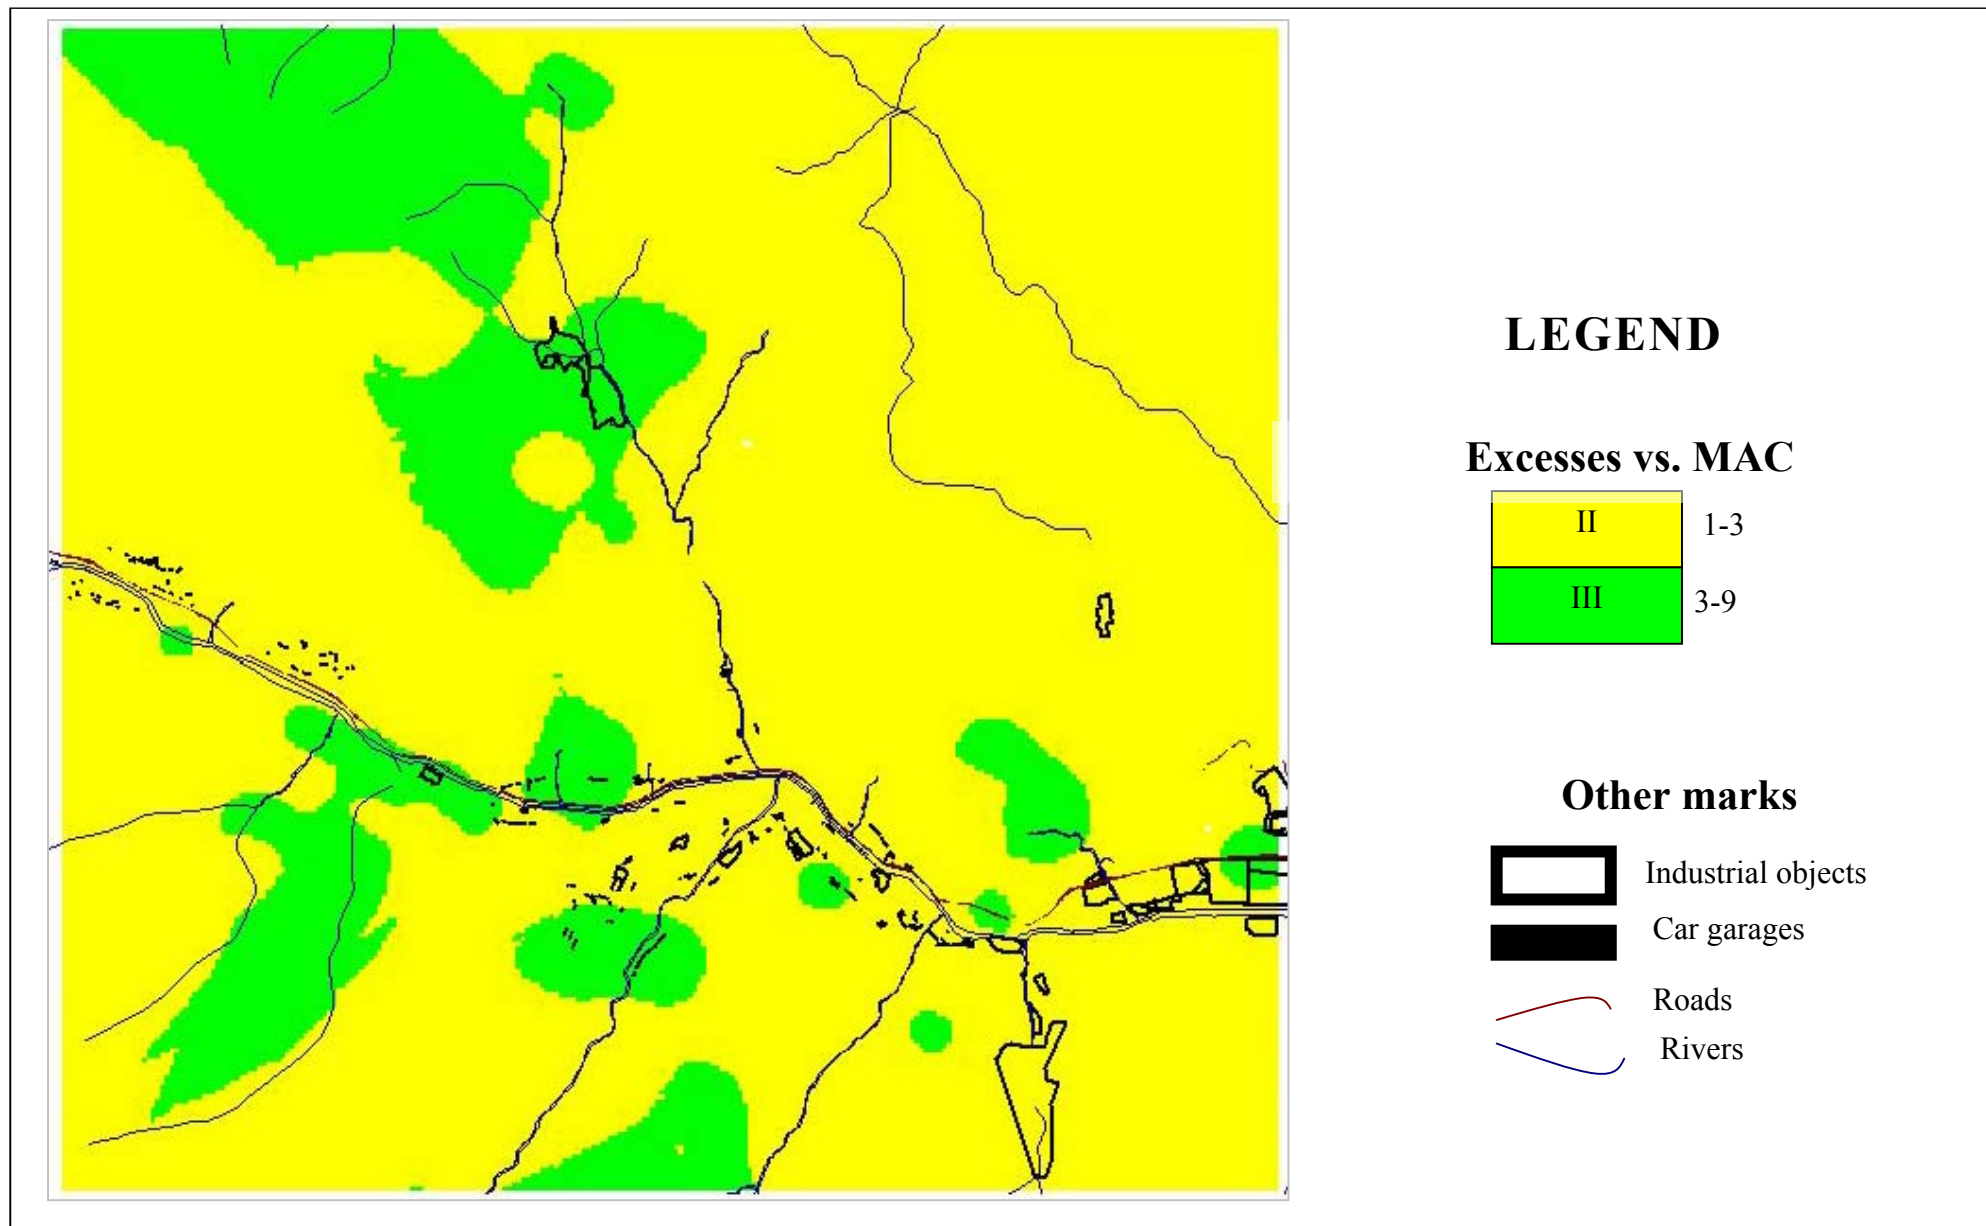 LEGEND
Excesses vs. MAC
II 1-3
III 3-9
Other marks
Industrial objects
Car garages
Roads
Rivers